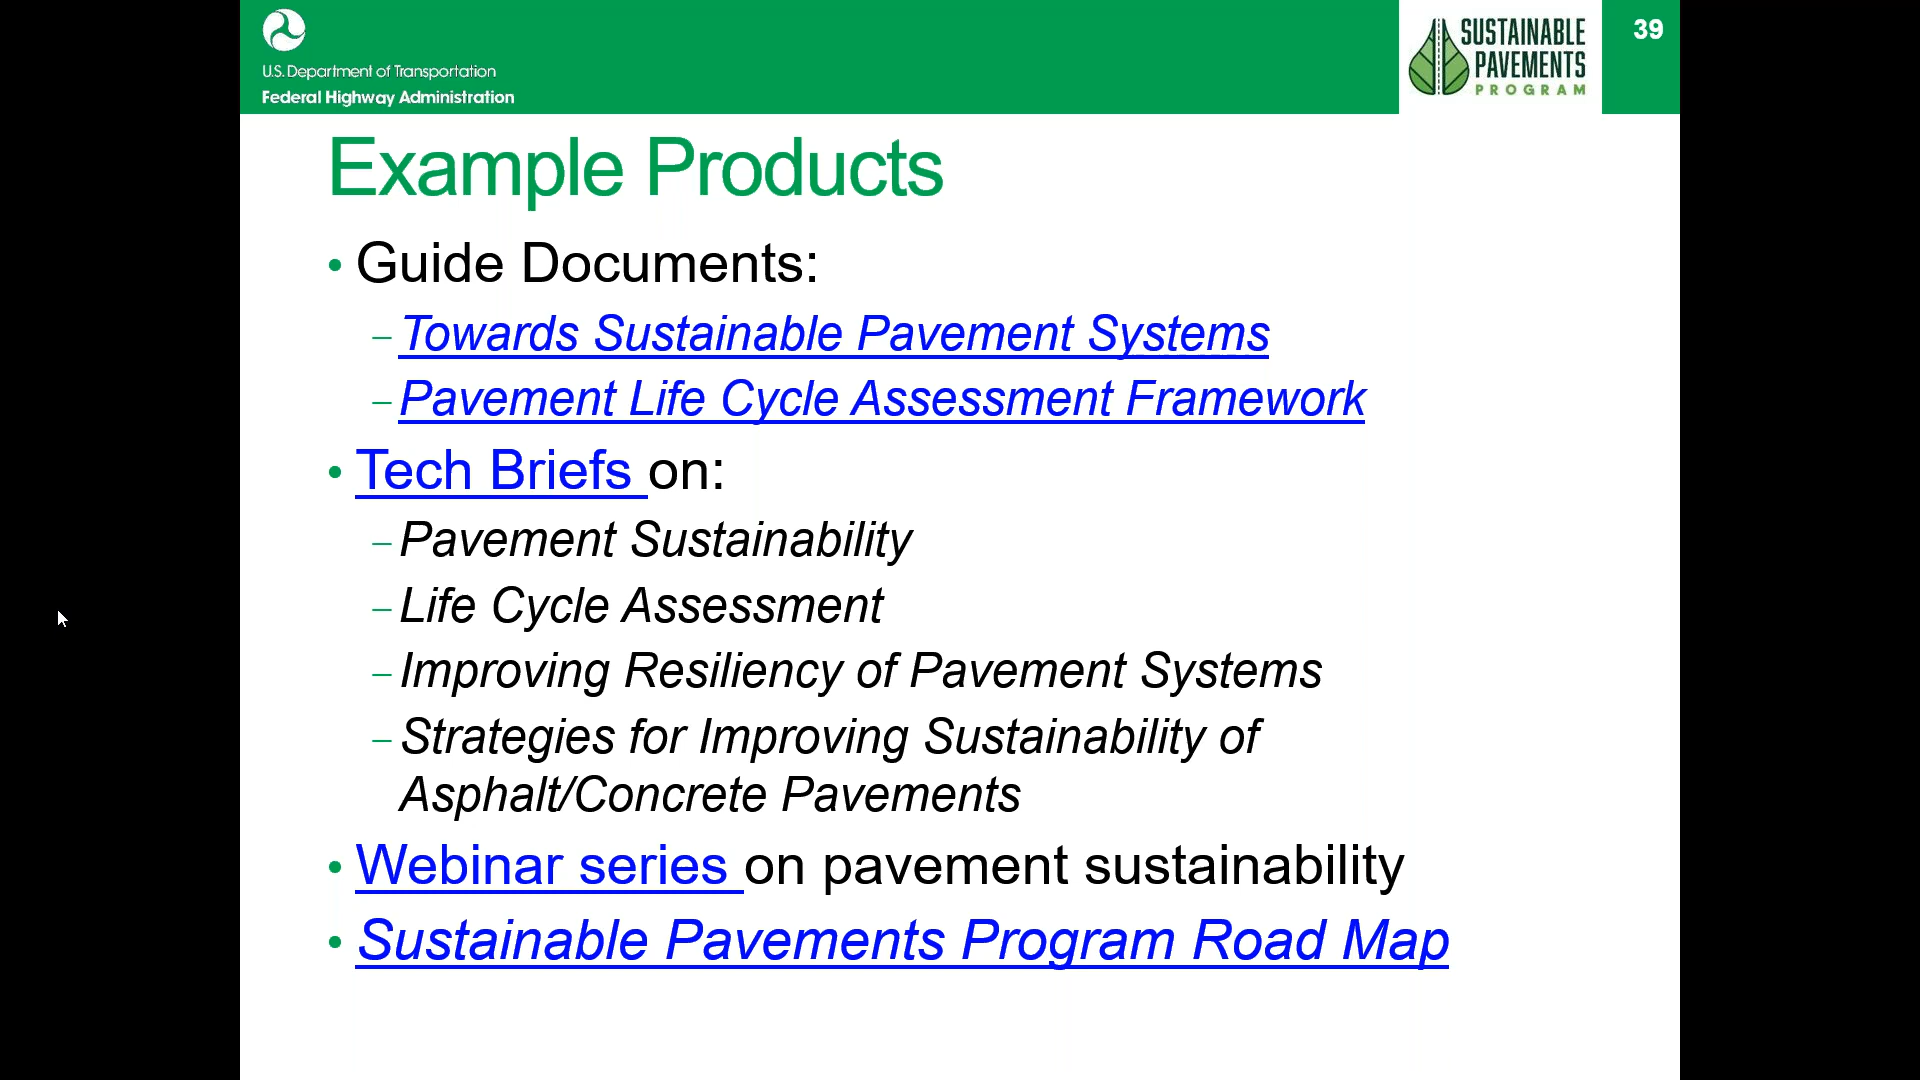 U.S. Department of Transportation
Federal Highway Administration
SUSTAINABLE
PAVEMENTS
PROGRAM
39
Example Products
• Guide Documents:
– Towards Sustainable Pavement Systems
– Pavement Life Cycle Assessment Framework
• Tech Briefs on:
– Pavement Sustainability
– Life Cycle Assessment
– Improving Resiliency of Pavement Systems
– Strategies for Improving Sustainability of
Asphalt/Concrete Pavements
• Webinar series on pavement sustainability
• Sustainable Pavements Program Road Map